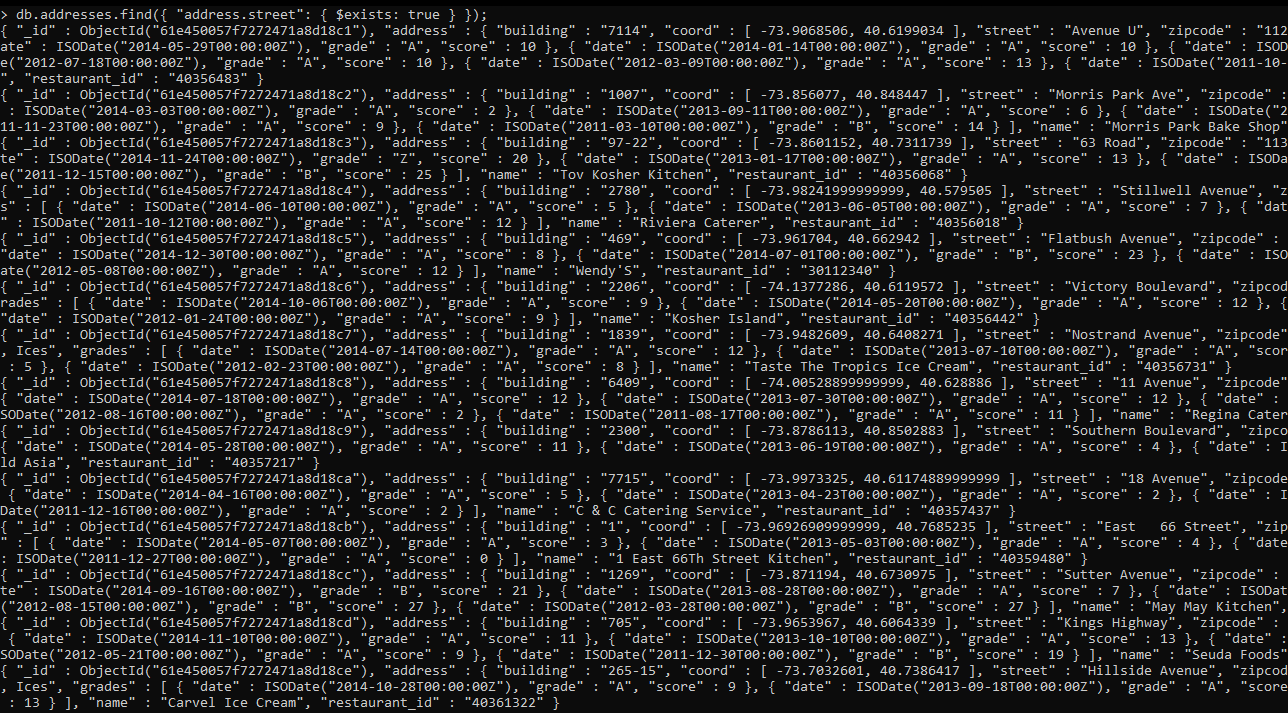 > db.addresses.find({ "address.street": { $exists: true } });
{ "_id" : ObjectId("61e450057f7272471a8d18c1"), "address" : { "building" : "7114", "coord" : [ -73.9068506, 40.6199034 ], "street" : "Avenue U", "zipcode" : "112
ate" : ISODate("2014-05-29T00:00:00Z"), "grade" : "A", "score" : 10 }, { "date" : ISODate("2014-01-14T00:00:00Z"), "grade" : "A", "score" : 10 }, { "date" :
e("2012-07-18T00:00:00Z"), "grade" : "A", "score" : 10 }, { "date" : ISODate("2012-03-09T00:00:00Z"), "grade" : "A", "score" : 13 }, { "date" : ISODate("2011-10-
", "restaurant_id" : "40356483" }
{ "_id" : ObjectId("61e450057f7272471a8d18c2"), "address" : { "building" : "1007", "coord" : [ -73.856077, 40.848447 ], "street" : "Morris Park Ave", "zipcode" :
 : ISODate("2014-03-03T00:00:00Z"), "grade" : "A", "score" : 2 }, { "date" : ISODate("2013-09-11T00:00:00Z"), "grade" : "A", "score" : 6 }, { "date" : ISODate("2
11-11-23T00:00:00Z"), "grade" : "A", "score" : 9 }, { "date" : ISODate("2011-03-10T00:00:00Z"), "grade" : "B", "score" : 14 } ], "name" : "Morris Park Bake Shop"
{ "_id" : ObjectId("61e450057f7272471a8d18c3"), "address" : { "building" : "97-22", "coord" : [ -73.8601152, 40.7311739 ], "street" : "63 Road", "zipcode" : "113
te" : ISODate("2014-11-24T00:00:00Z"), "grade" : "Z", "score" : 20 }, { "date" : ISODate("2013-01-17T00:00:00Z"), "grade" : "A", "score" : 13 }, { "date" : ISODa
e("2011-12-15T00:00:00Z"), "grade" : "B", "score" : 25 } ], "name" : "Tov Kosher Kitchen", "restaurant_id" : "40356068" }
{ "_id" : ObjectId("61e450057f7272471a8d18c4"), "address" : { "building" : "2780", "coord" : [ -73.98241999999999, 40.579505 ], "street" : "Stillwell Avenue", "z
s" : [ { "date" : ISODate("2014-06-10T00:00:00Z"), "grade" : "A", "score" : 5 }, { "date" : ISODate("2013-06-05T00:00:00Z"), "grade" : "A", "score" : 7 }, { "dat
" : ISODate("2011-10-12T00:00:00Z"), "grade" : "A", "score" : 12 } ], "name" : "Riviera Caterer", "restaurant_id" : "40356018" }
{ "_id" : ObjectId("61e450057f7272471a8d18c5"), "address" : { "building" : "469", "coord" : [ -73.961704, 40.662942 ], "street" : "Flatbush Avenue", "zipcode" :
"date" : ISODate("2014-12-30T00:00:00Z"), "grade" : "A", "score" : 8 }, { "date" : ISODate("2014-07-01T00:00:00Z"), "grade" : "B", "score" : 23 }, { "date" : ISO
ate("2012-05-08T00:00:00Z"), "grade" : "A", "score" : 12 } ], "name" : "Wendy'S", "restaurant_id" : "30112340" }
{ "_id" : ObjectId("61e450057f7272471a8d18c6"), "address" : { "building" : "2206", "coord" : [ -74.1377286, 40.6119572 ], "street" : "Victory Boulevard", "zipcod
rades" : [ { "date" : ISODate("2014-10-06T00:00:00Z"), "grade" : "A", "score" : 9 }, { "date" : ISODate("2014-05-20T00:00:00Z"), "grade" : "A", "score" : 12 }, {
"date" : ISODate("2012-01-24T00:00:00Z"), "grade" : "A", "score" : 9 } ], "name" : "Kosher Island", "restaurant_id" : "40356442" }
{ "_id" : ObjectId("61e450057f7272471a8d18c7"), "address" : { "building" : "1839", "coord" : [ -73.9482609, 40.6408271 ], "street" : "Nostrand Avenue", "zipcode"
, Ices", "grades" : [ { "date" : ISODate("2014-07-14T00:00:00Z"), "grade" : "A", "score" : 12 }, { "date" : ISODate("2013-07-10T00:00:00Z"), "grade" : "A", "scor
 : 5 }, { "date" : ISODate("2012-02-23T00:00:00Z"), "grade" : "A", "score" : 8 } ], "name" : "Taste The Tropics Ice Cream", "restaurant_id" : "40356731" }
{ "_id" : ObjectId("61e450057f7272471a8d18c8"), "address" : { "building" : "6409", "coord" : [ -74.00528899999999, 40.628886 ], "street" : "11 Avenue", "zipcode"
"date" : ISODate("2014-07-18T00:00:00Z"), "grade" : "A", "score" : 12 }, { "date" : ISODate("2013-07-30T00:00:00Z"), "grade" : "A", "score" : 12 }, { "date" : I
SODate("2012-08-16T00:00:00Z"), "grade" : "A", "score" : 2 }, { "date" : ISODate("2011-08-17T00:00:00Z"), "grade" : "A", "score" : 11 } ], "name" : "Regina Cater
{ "_id" : ObjectId("61e450057f7272471a8d18c9"), "address" : { "building" : "2300", "coord" : [ -73.8786113, 40.8502883 ], "street" : "Southern Boulevard", "zipco
{ "date" : ISODate("2014-05-28T00:00:00Z"), "grade" : "A", "score" : 11 }, { "date" : ISODate("2013-06-19T00:00:00Z"), "grade" : "A", "score" : 4 }, { "date" : I
ld Asia", "restaurant_id" : "40357217" }
{ "_id" : ObjectId("61e450057f7272471a8d18ca"), "address" : { "building" : "7715", "coord" : [ -73.9973325, 40.61174889999999 ], "street" : "18 Avenue", "zipcode
 { "date" : ISODate("2014-04-16T00:00:00Z"), "grade" : "A", "score" : 5 }, { "date" : ISODate("2013-04-23T00:00:00Z"), "grade" : "A", "score" : 2 }, { "date" : I
Date("2011-12-16T00:00:00Z"), "grade" : "A", "score" : 2 } ], "name" : "C & C Catering Service", "restaurant_id" : "40357437" }
{ "_id" : ObjectId("61e450057f7272471a8d18cb"), "address" : { "building" : "1", "coord" : [ -73.96926909999999, 40.7685235 ], "street" : "East   66 Street", "zip
" : [ { "date" : ISODate("2014-05-07T00:00:00Z"), "grade" : "A", "score" : 3 }, { "date" : ISODate("2013-05-03T00:00:00Z"), "grade" : "A", "score" : 4 }, { "date
: ISODate("2011-12-27T00:00:00Z"), "grade" : "A", "score" : 0 } ], "name" : "1 East 66Th Street Kitchen", "restaurant_id" : "40359480" }
{ "_id" : ObjectId("61e450057f7272471a8d18cc"), "address" : { "building" : "1269", "coord" : [ -73.871194, 40.6730975 ], "street" : "Sutter Avenue", "zipcode" :
te" : ISODate("2014-09-16T00:00:00Z"), "grade" : "B", "score" : 21 }, { "date" : ISODate("2013-08-28T00:00:00Z"), "grade" : "A", "score" : 7 }, { "date" : ISODat
("2012-08-15T00:00:00Z"), "grade" : "B", "score" : 27 }, { "date" : ISODate("2012-03-28T00:00:00Z"), "grade" : "B", "score" : 27 } ], "name" : "May May Kitchen",
{ "_id" : ObjectId("61e450057f7272471a8d18cd"), "address" : { "building" : "705", "coord" : [ -73.9653967, 40.6064339 ], "street" : "Kings Highway", "zipcode" :
 { "date" : ISODate("2014-11-10T00:00:00Z"), "grade" : "A", "score" : 11 }, { "date" : ISODate("2013-10-10T00:00:00Z"), "grade" : "A", "score" : 13 }, { "date" :
SODate("2012-05-21T00:00:00Z"), "grade" : "A", "score" : 9 }, { "date" : ISODate("2011-12-30T00:00:00Z"), "grade" : "B", "score" : 19 } ], "name" : "Seuda Foods"
{ "_id" : ObjectId("61e450057f7272471a8d18ce"), "address" : { "building" : "265-15", "coord" : [ -73.7032601, 40.7386417 ], "street" : "Hillside Avenue", "zipcod
, Ices", "grades" : [ { "date" : ISODate("2014-10-28T00:00:00Z"), "grade" : "A", "score" : 9 }, { "date" : ISODate("2013-09-18T00:00:00Z"), "grade" : "A", "score
 : 13 } ], "name" : "Carvel Ice Cream", "restaurant_id" : "40361322" }